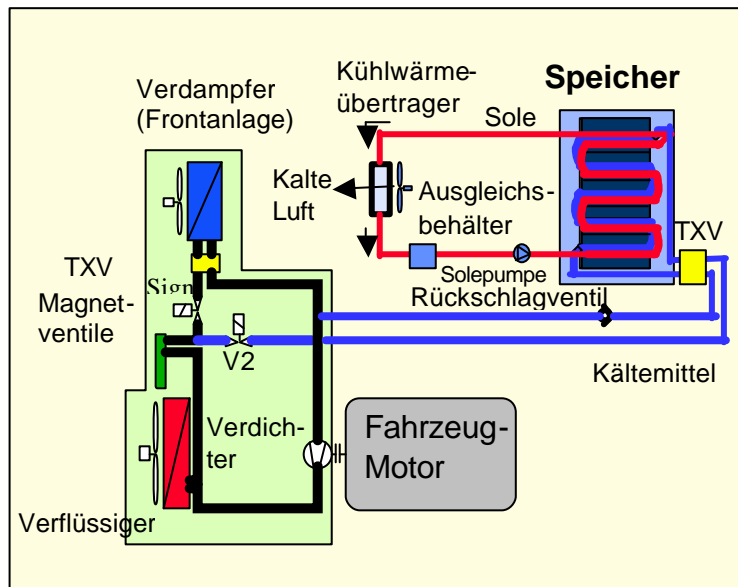 Verdampfer
(Frontanlage)
Kühlwärme-
übertrager
Speicher
Sole
Kalte
Luft
Ausgleichs-
behälter
TXV
Solepumpe
Rückschlagventil
TXV
Sign
Magnet-
ventile
V2
Kältemittel
Verdich-
ter
Fahrzeug-
Motor
Verflüssiger